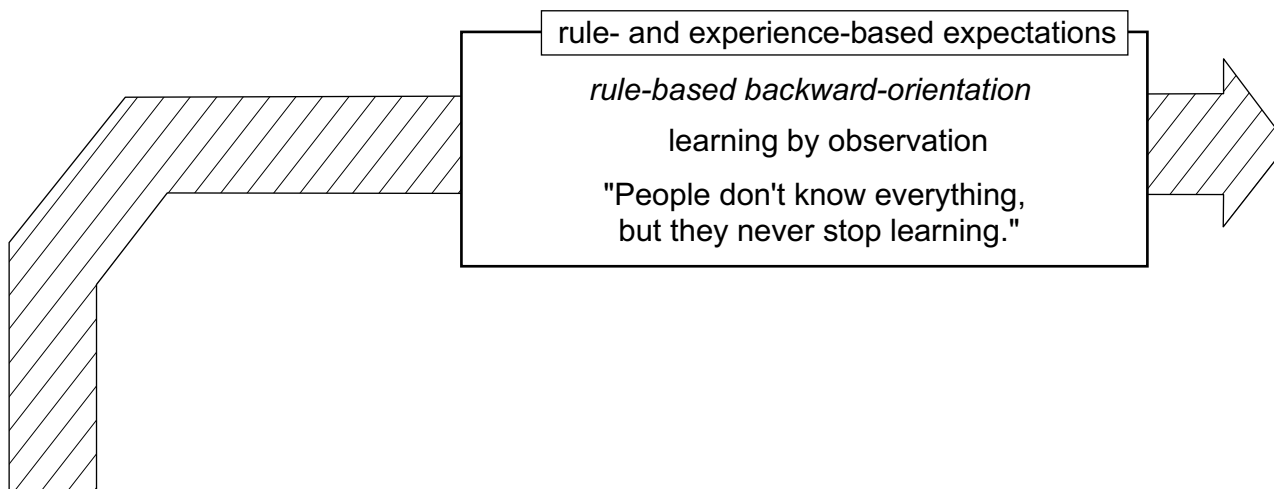 rule- and experience-based expectations
rule-based backward-orientation
learning by observation
"People don't know everything,
but they never stop learning."